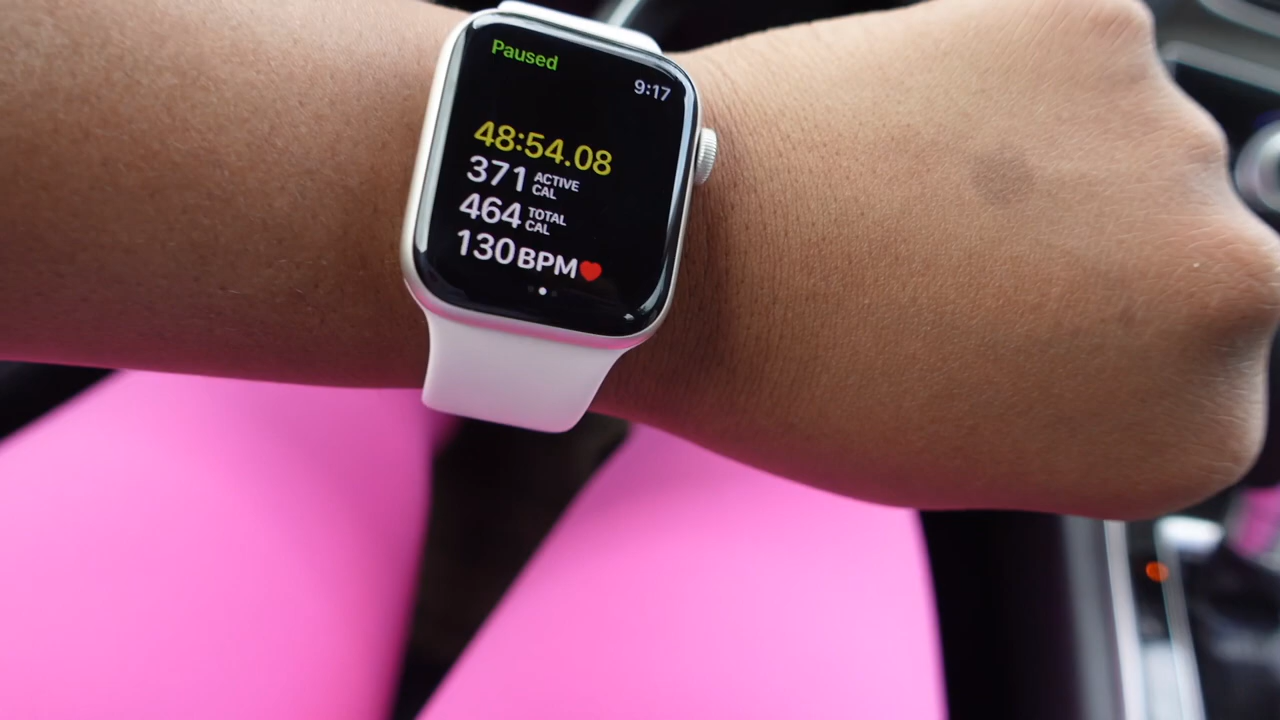 Paused
9:17
48:54.08
371 ACTIVE CAL
464 TOTAL CAL
130 BPM